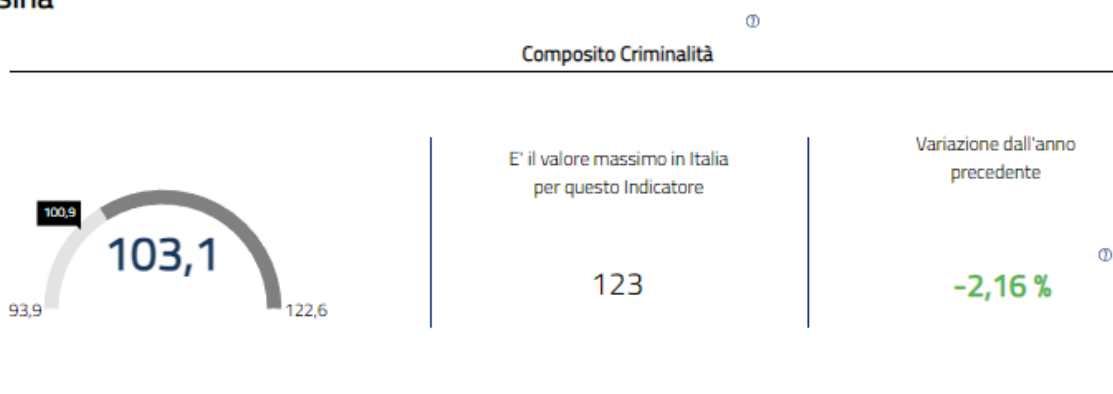 Composito Criminalità
100,9
103,1
93,9
122,6
E' il valore massimo in Italia
per questo Indicatore
123
Variazione dall'anno
precedente
-2,16 %